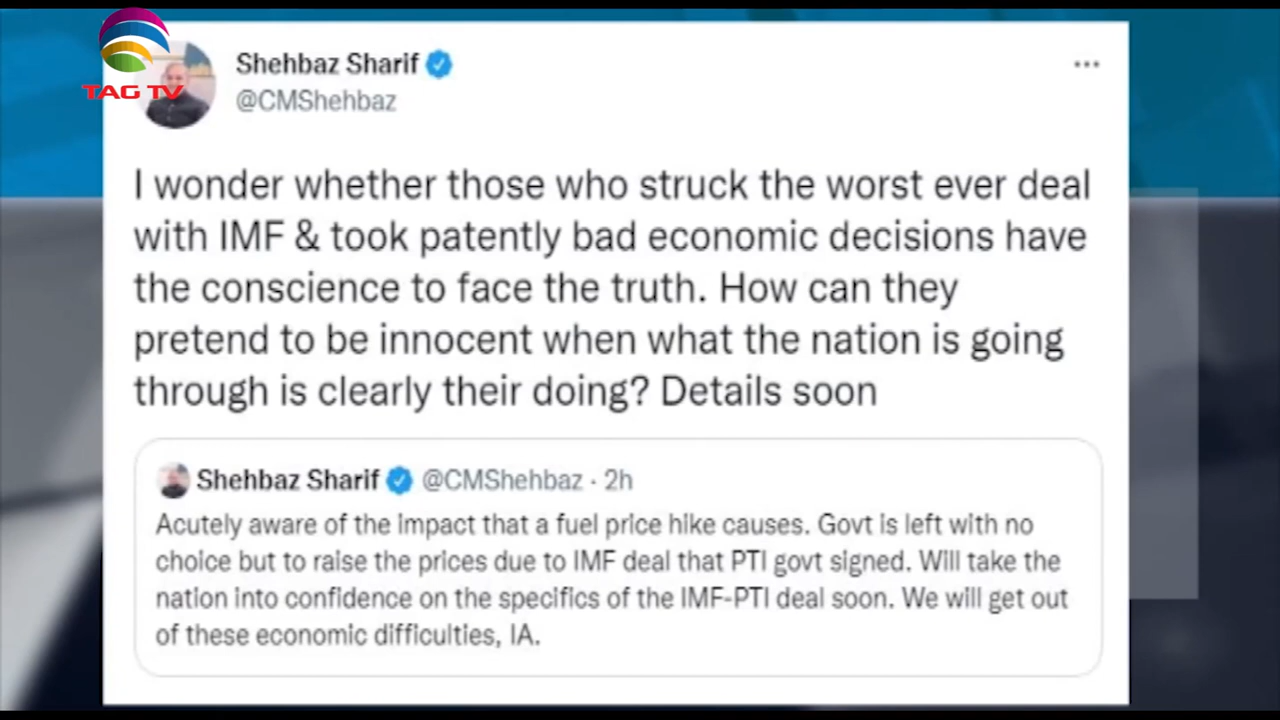 TAG TV
Shehbaz Sharif
@CMShehbaz
I wonder whether those who struck the worst ever deal
with IMF & took patently bad economic decisions have
the conscience to face the truth. How can they
pretend to be innocent when what the nation is going
through is clearly their doing? Details soon
Shehbaz Sharif @CMShehbaz · 2h
Acutely aware of the impact that a fuel price hike causes. Govt is left with no
choice but to raise the prices due to IMF deal that PTI govt signed. Will take the
nation into confidence on the specifics of the IMF-PTI deal soon. We will get out
of these economic difficulties, IA.